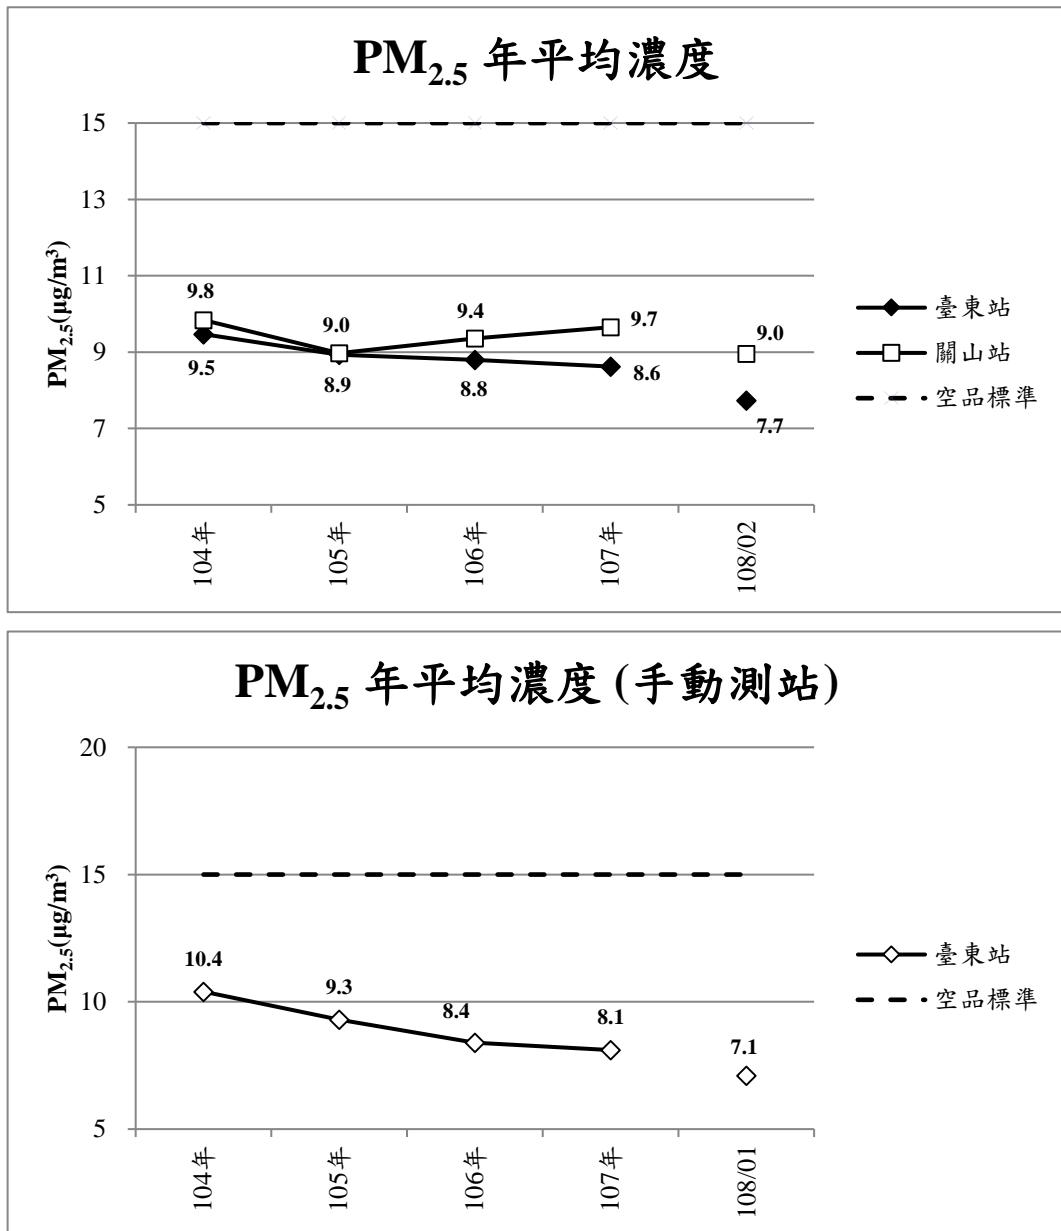 PM2.5 年平均濃度
15
13
11
9
7
5
PM2.5(μg/m³)
9.8
9.0
9.4
9.7
9.0
9.5
8.9
8.8
8.6
7.7
104年
105年
106年
107年
108/02
臺東站
關山站
空品標準
PM2.5 年平均濃度 (手動測站)
20
15
10
5
PM2.5(μg/m³)
10.4
9.3
8.4
8.1
7.1
104年
105年
106年
107年
108/01
臺東站
空品標準